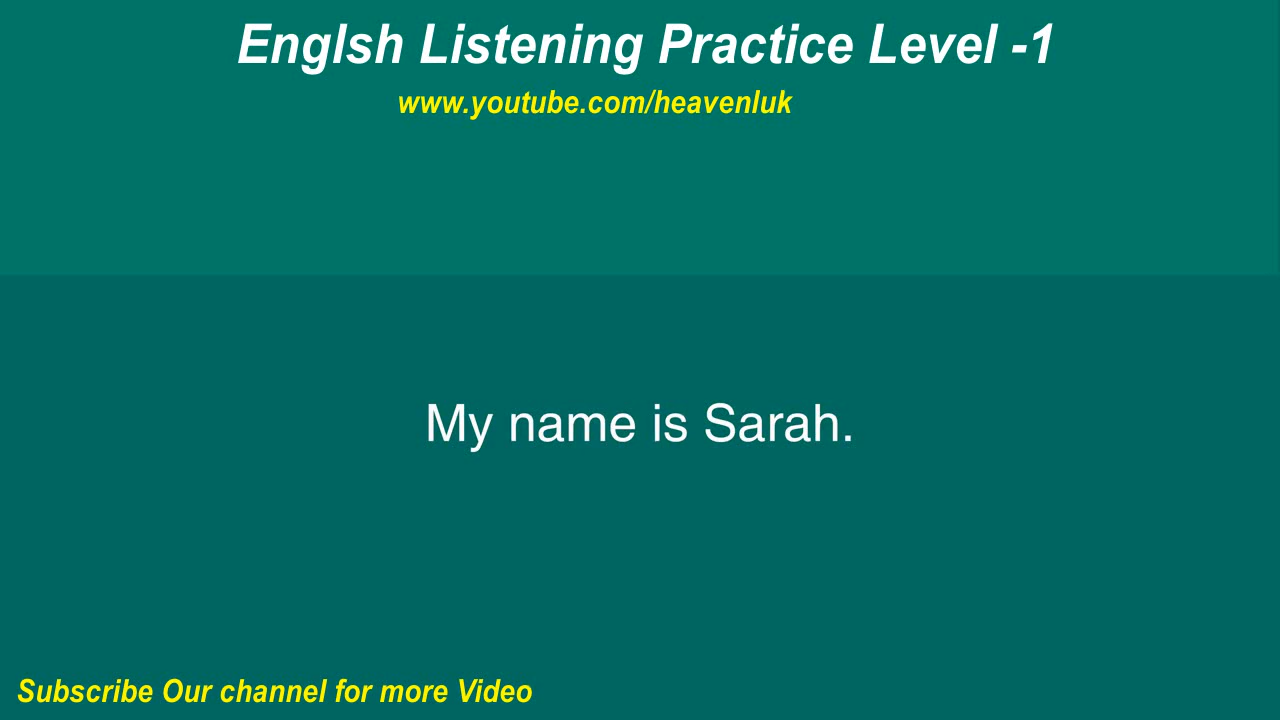 Englsh Listening Practice Level -1
www.youtube.com/heavenluk
My name is Sarah.
Subscribe Our channel for more Video